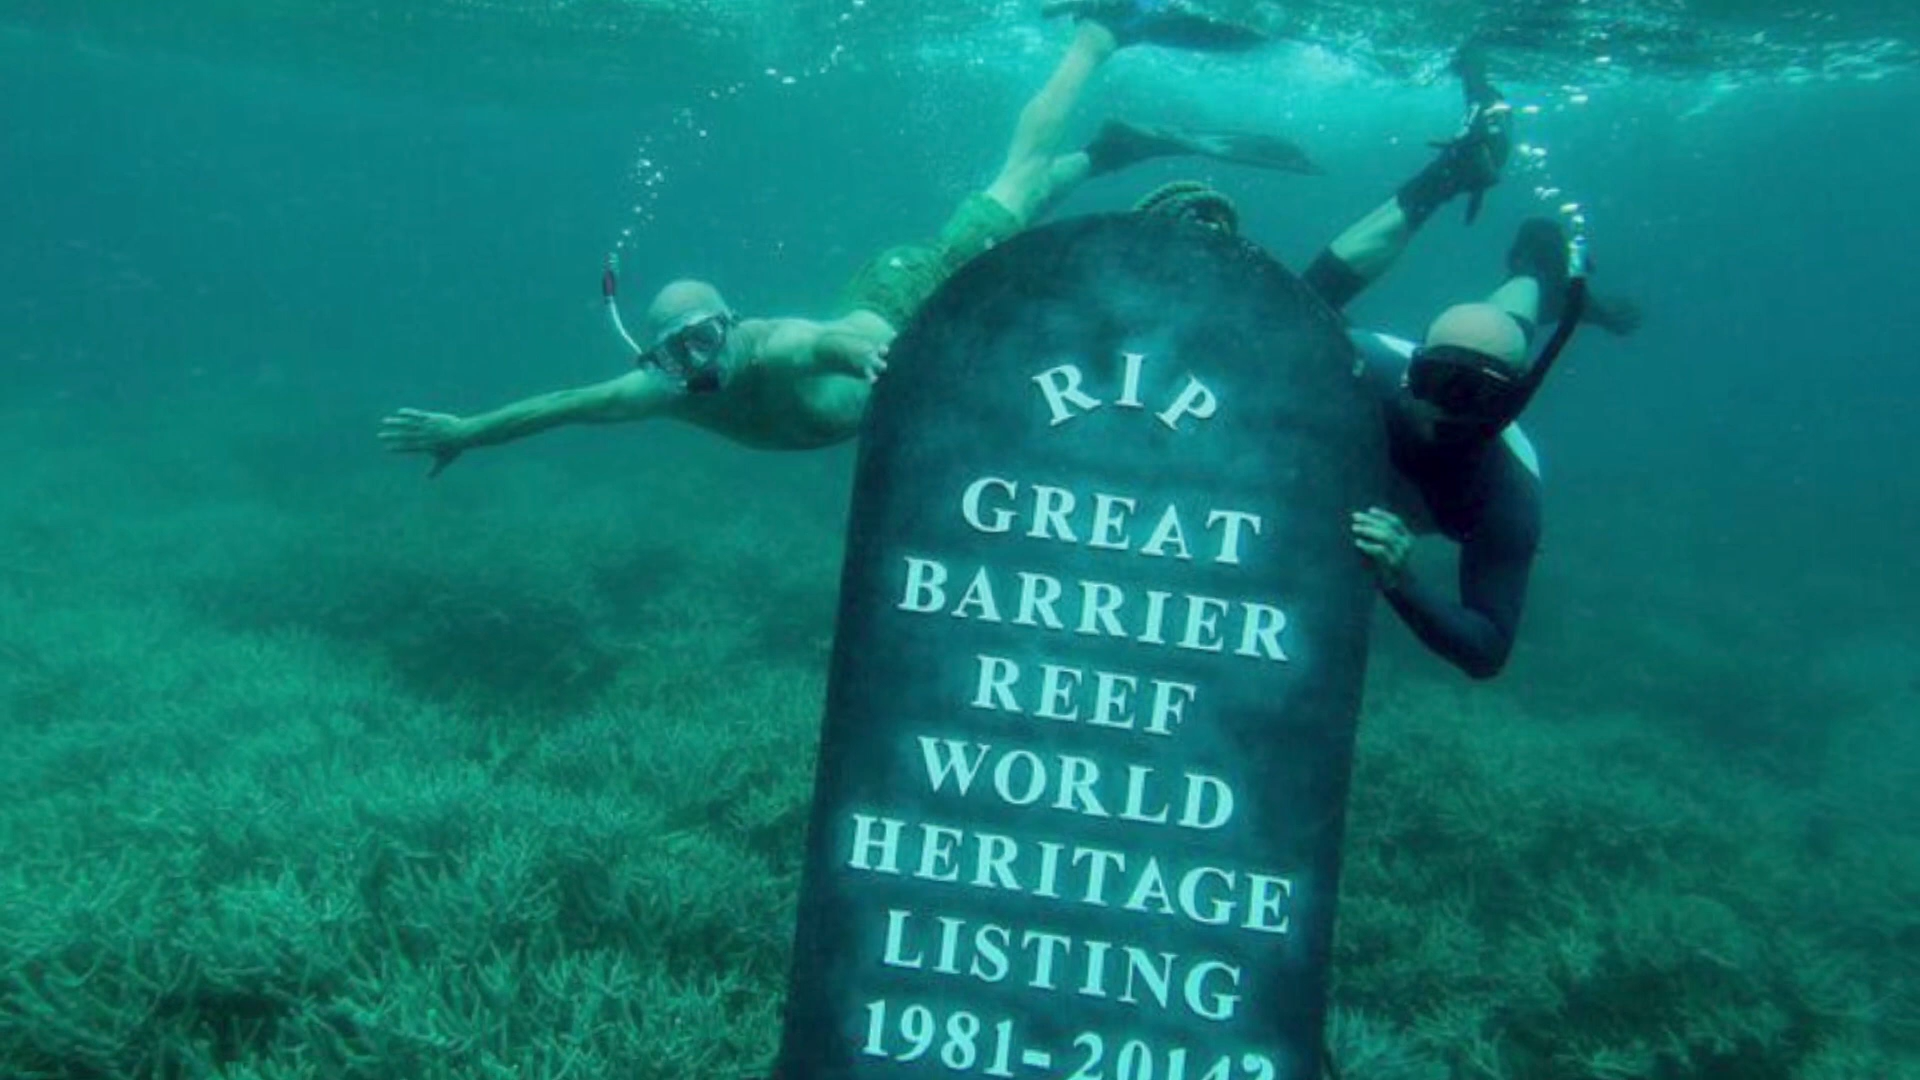 RIP
GREAT
BARRIER
REEF
WORLD
HERITAGE
LISTING
1981-2014?